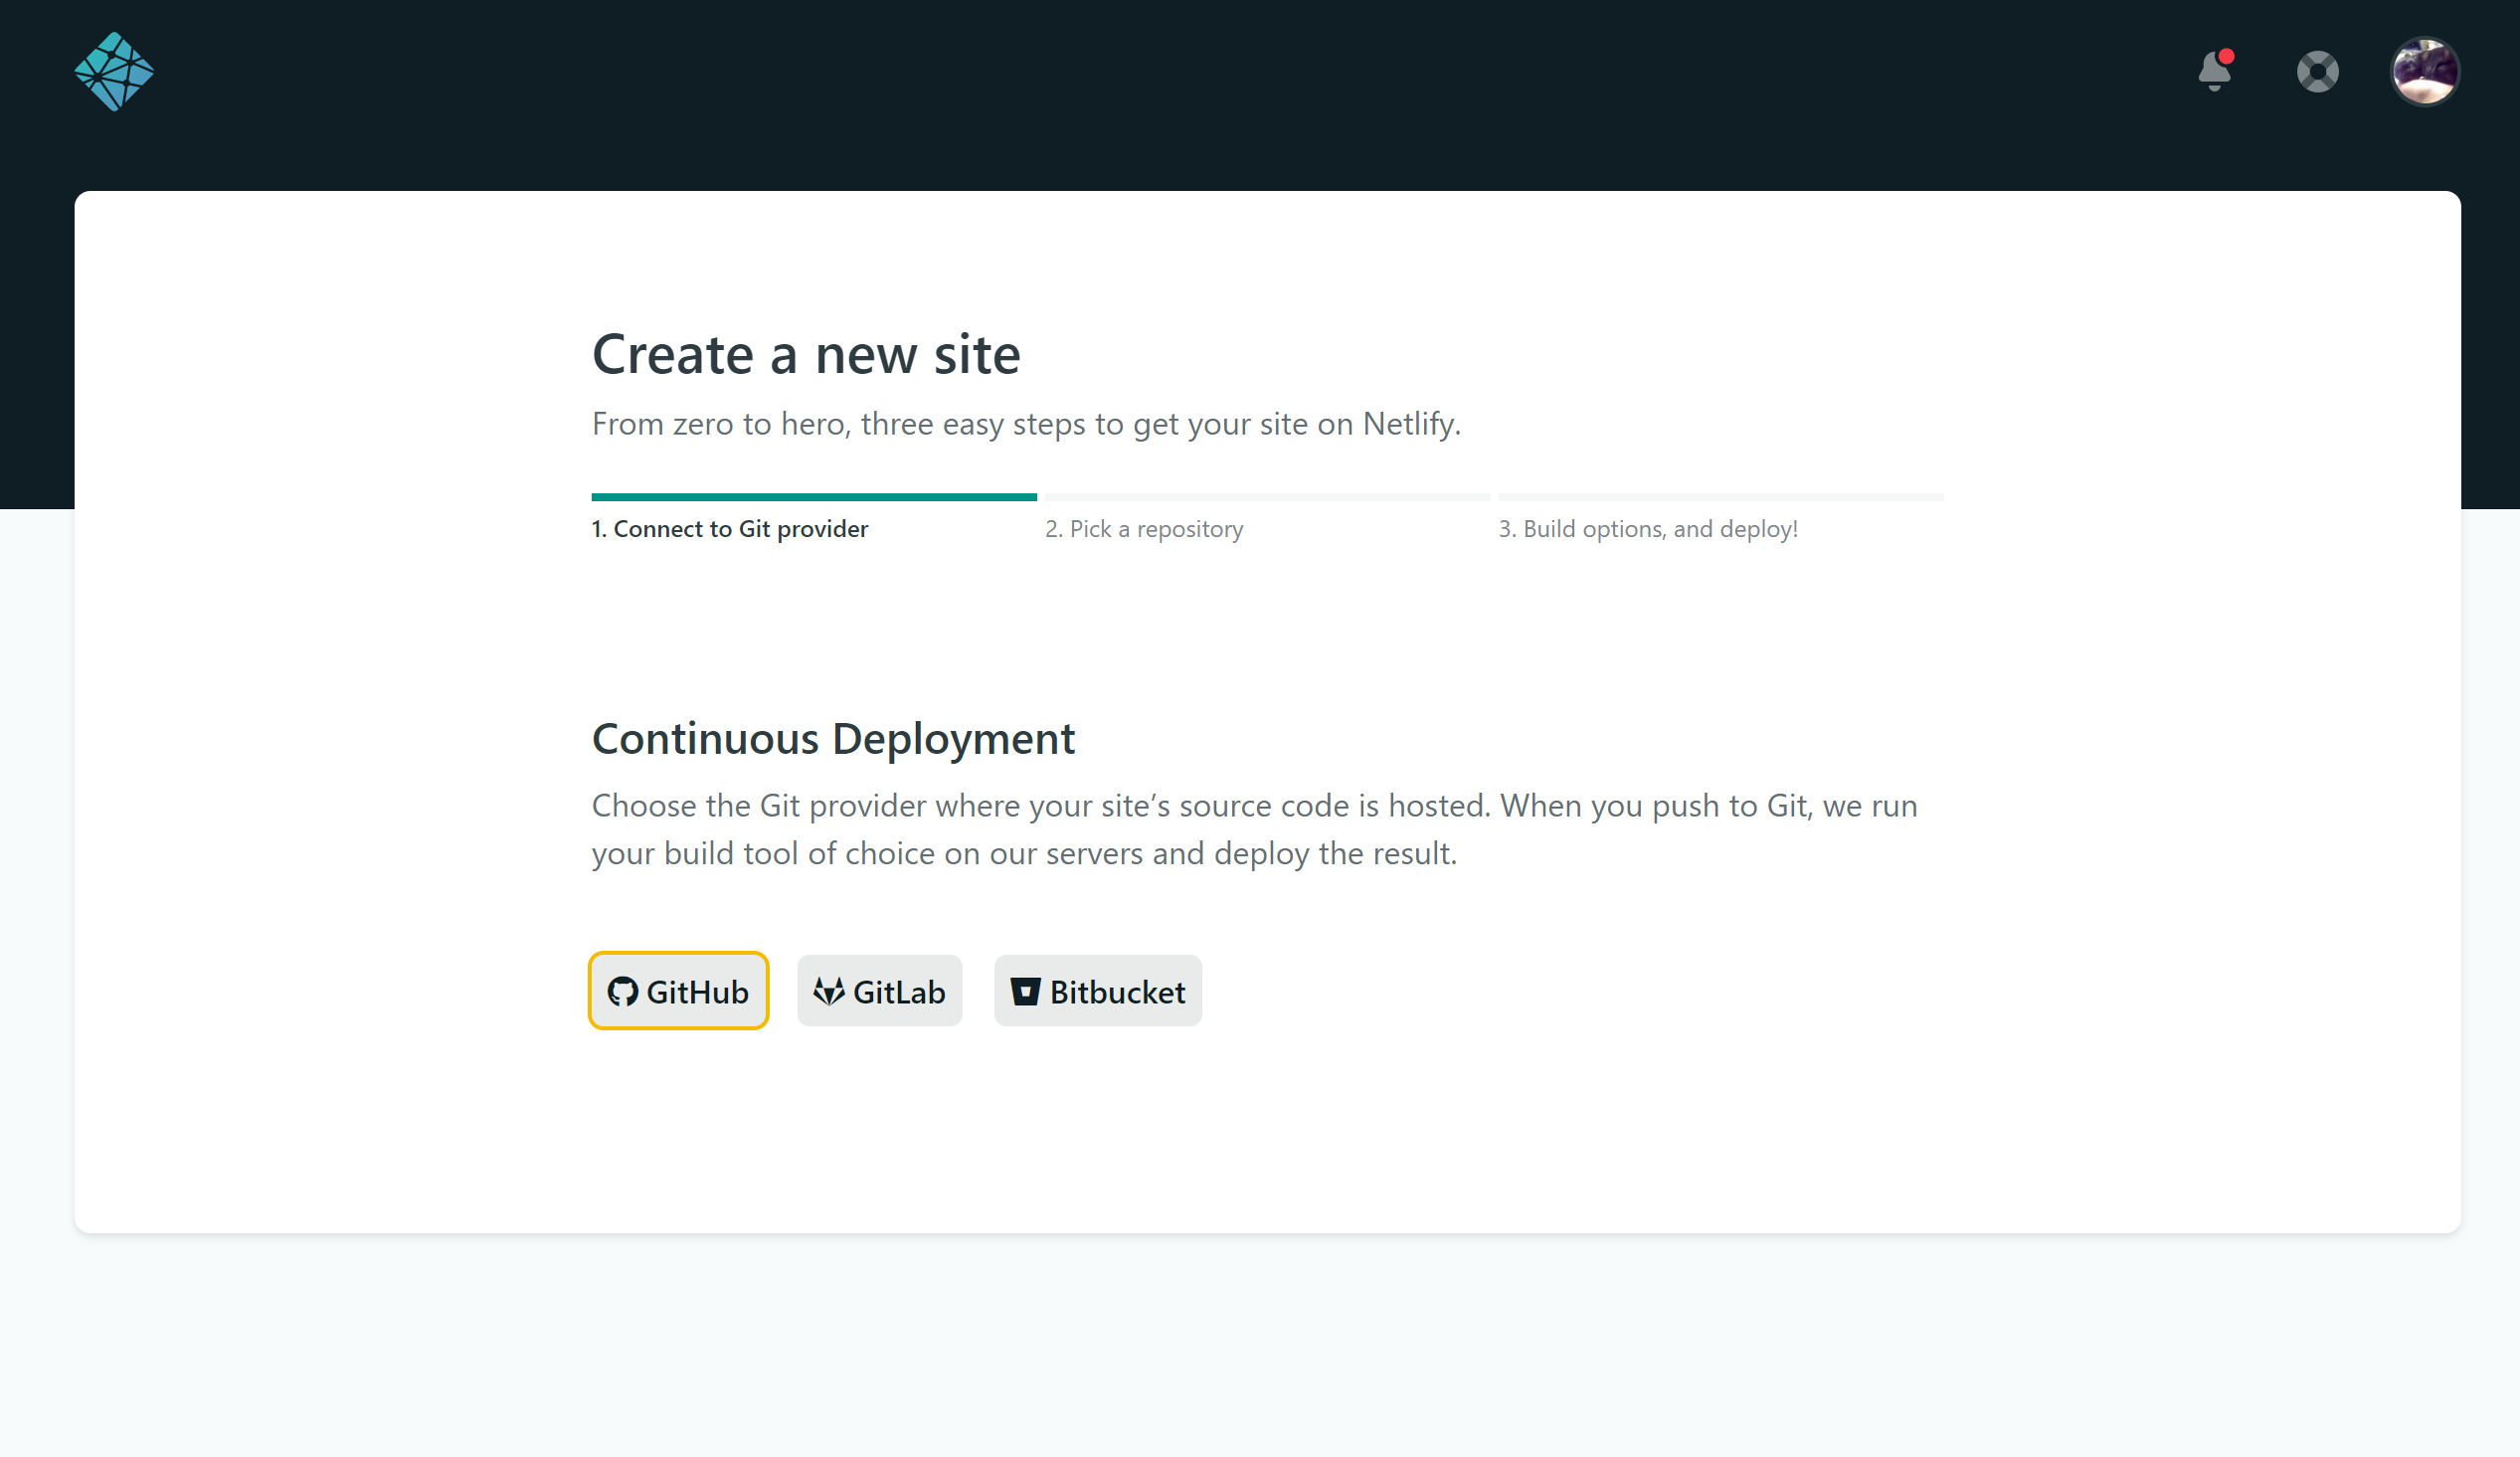 Create a new site
From zero to hero, three easy steps to get your site on Netlify.
1. Connect to Git provider
2. Pick a repository
3. Build options, and deploy!
Continuous Deployment
Choose the Git provider where your site’s source code is hosted. When you push to Git, we run
your build tool of choice on our servers and deploy the result.
GitHub
GitLab
Bitbucket